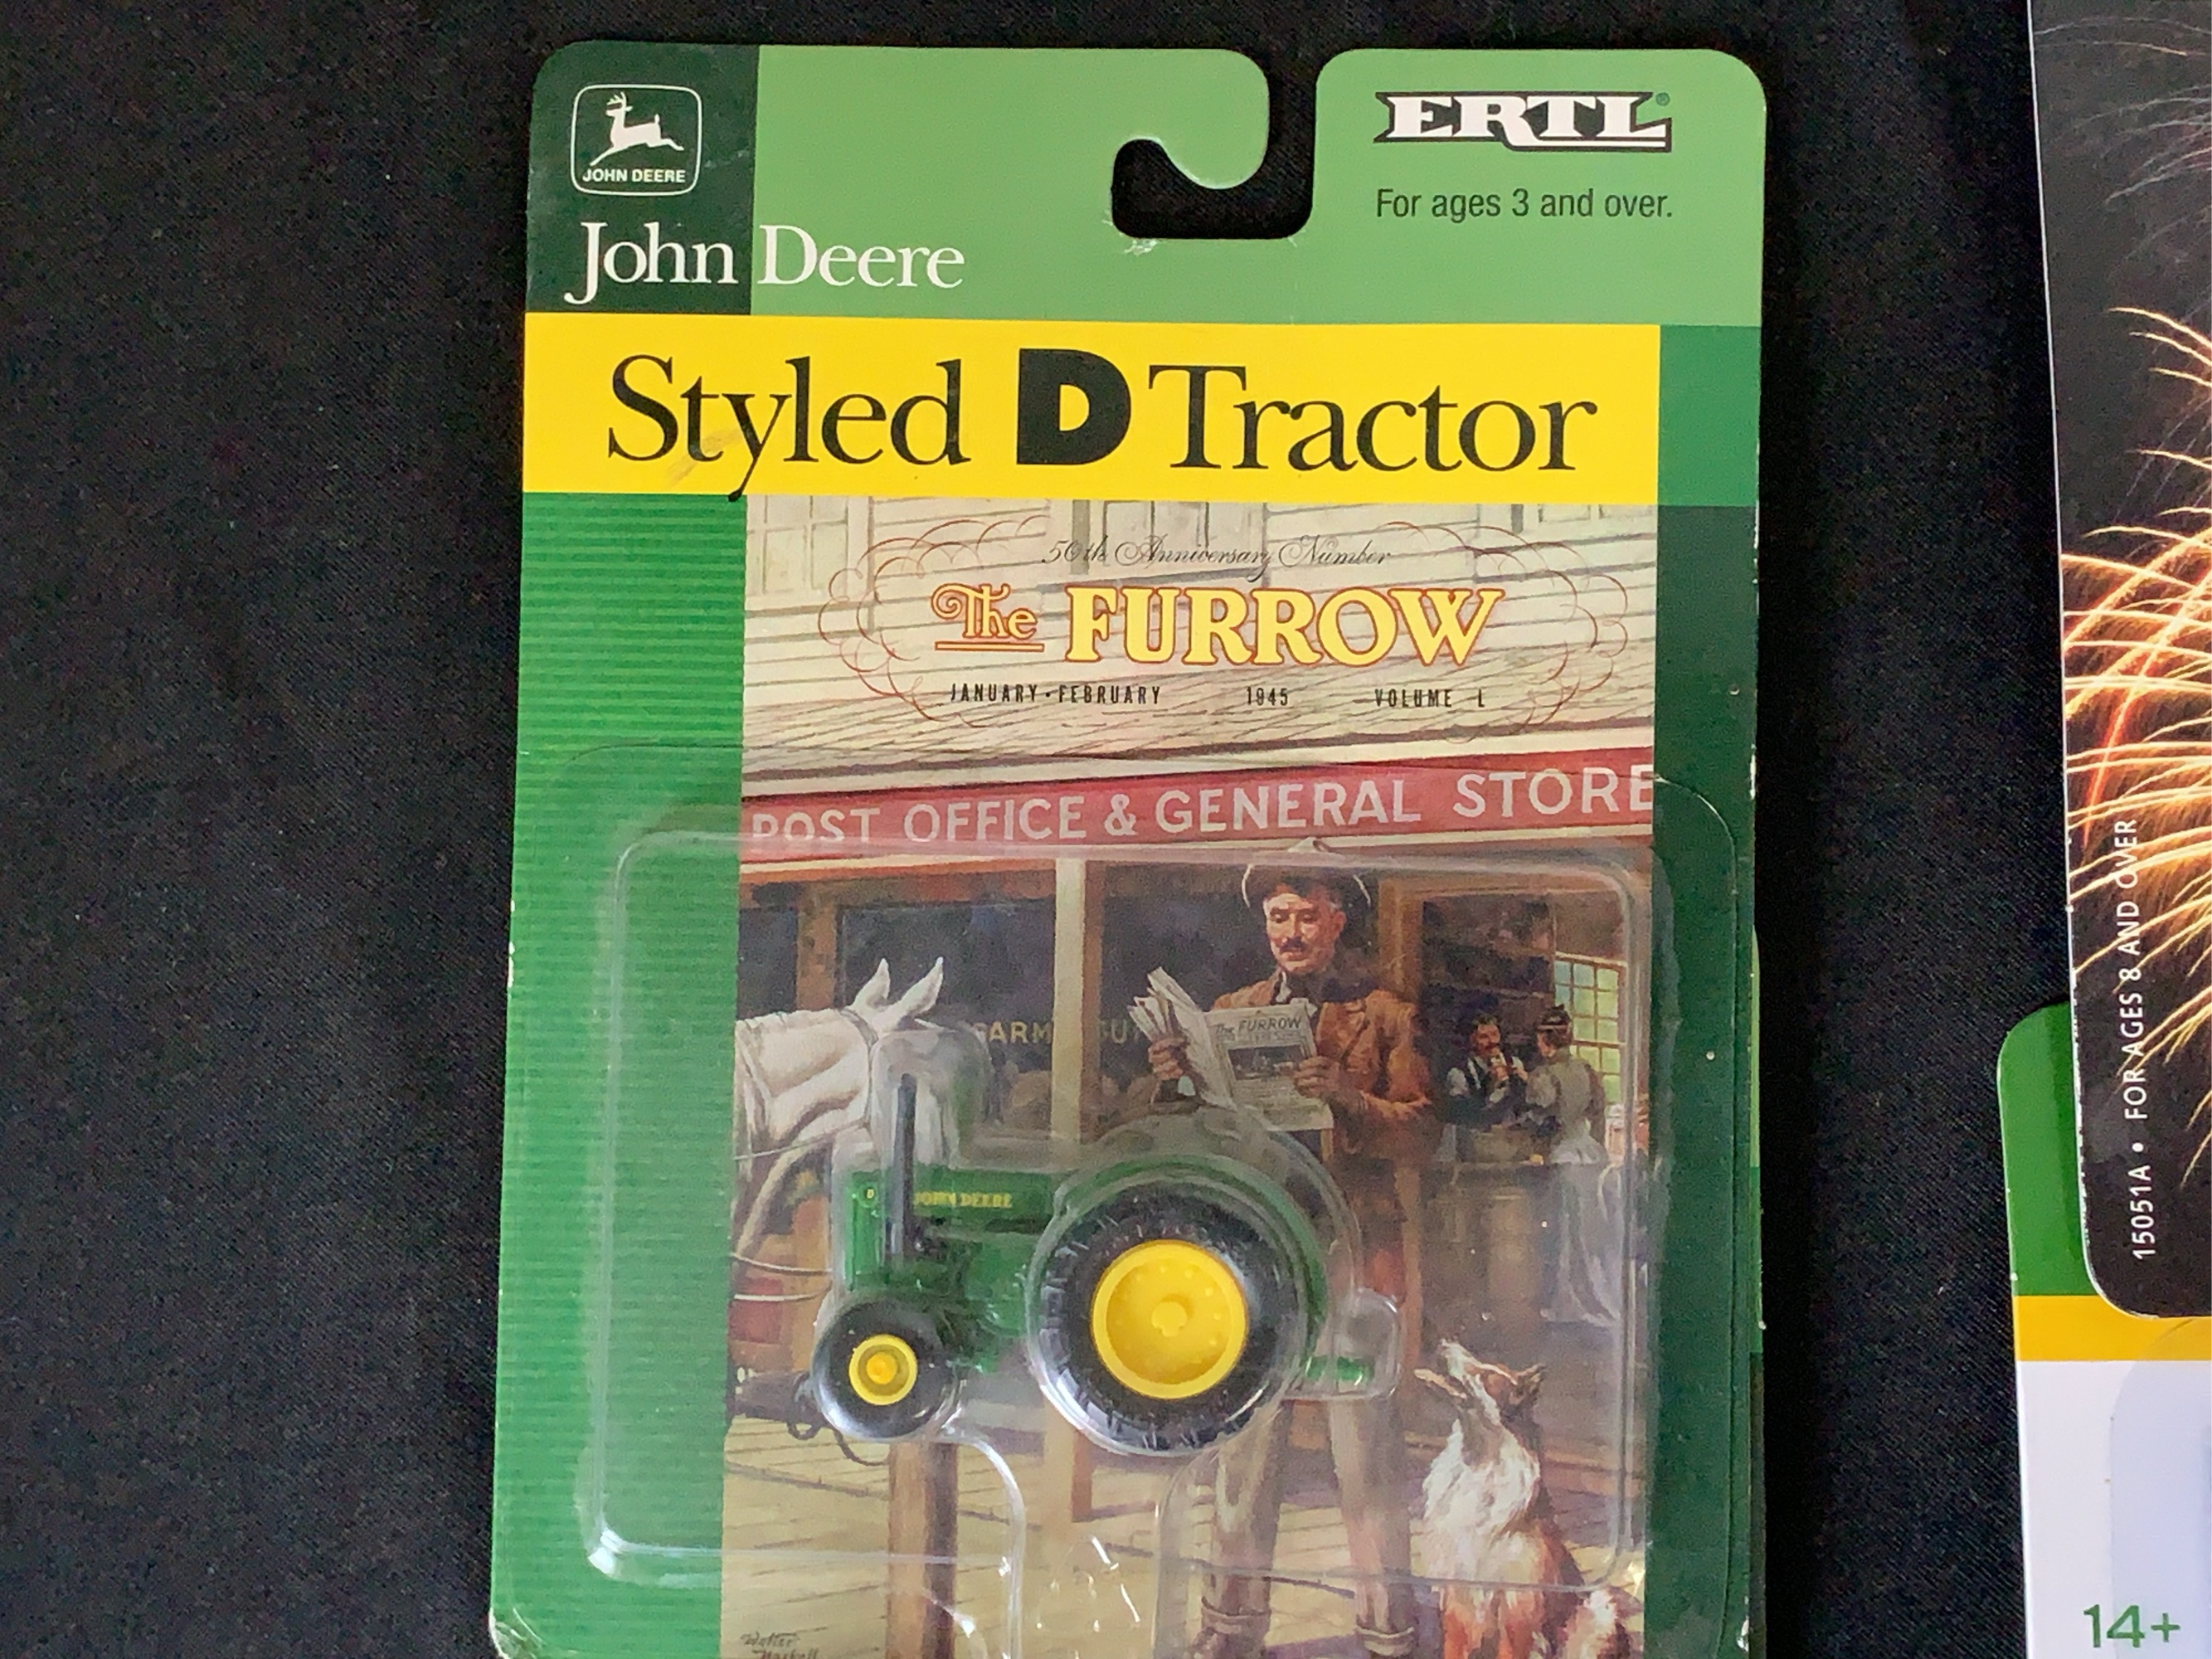 JOHN DEERE
John Deere
ERTL®
For ages 3 and over.
Styled D Tractor
50th Anniversary Number
The FURROW
JANUARY · FEBRUARY 1945 VOLUME L
POST OFFICE & GENERAL STORE
The FURROW
D JOHN DEERE
15051A • FOR AGES 8 AND OVER
14+